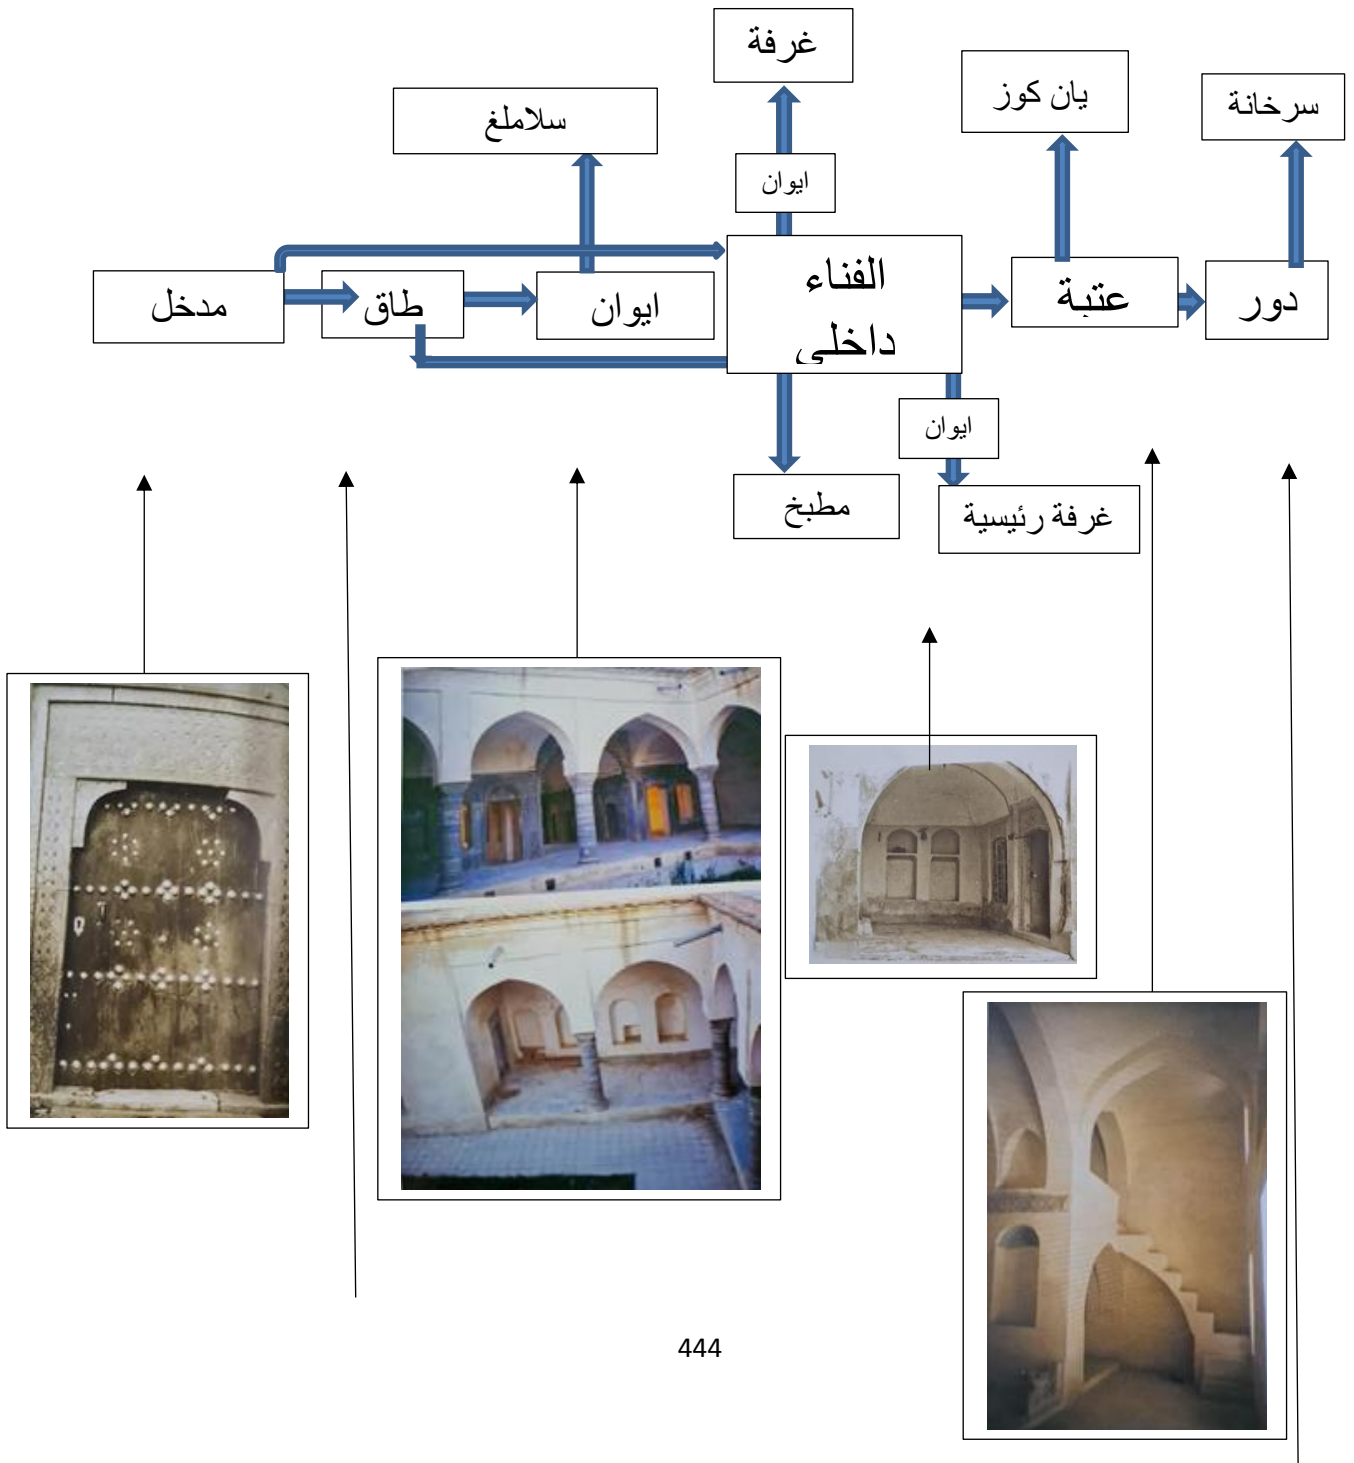 غرفة
يان كوز
سرخانة
سلاملغ
ايوان
مدخل
طاق
ايوان
الفناء
داخلي
عتبة
دور
ايوان
مطبخ
غرفة رئيسية
444